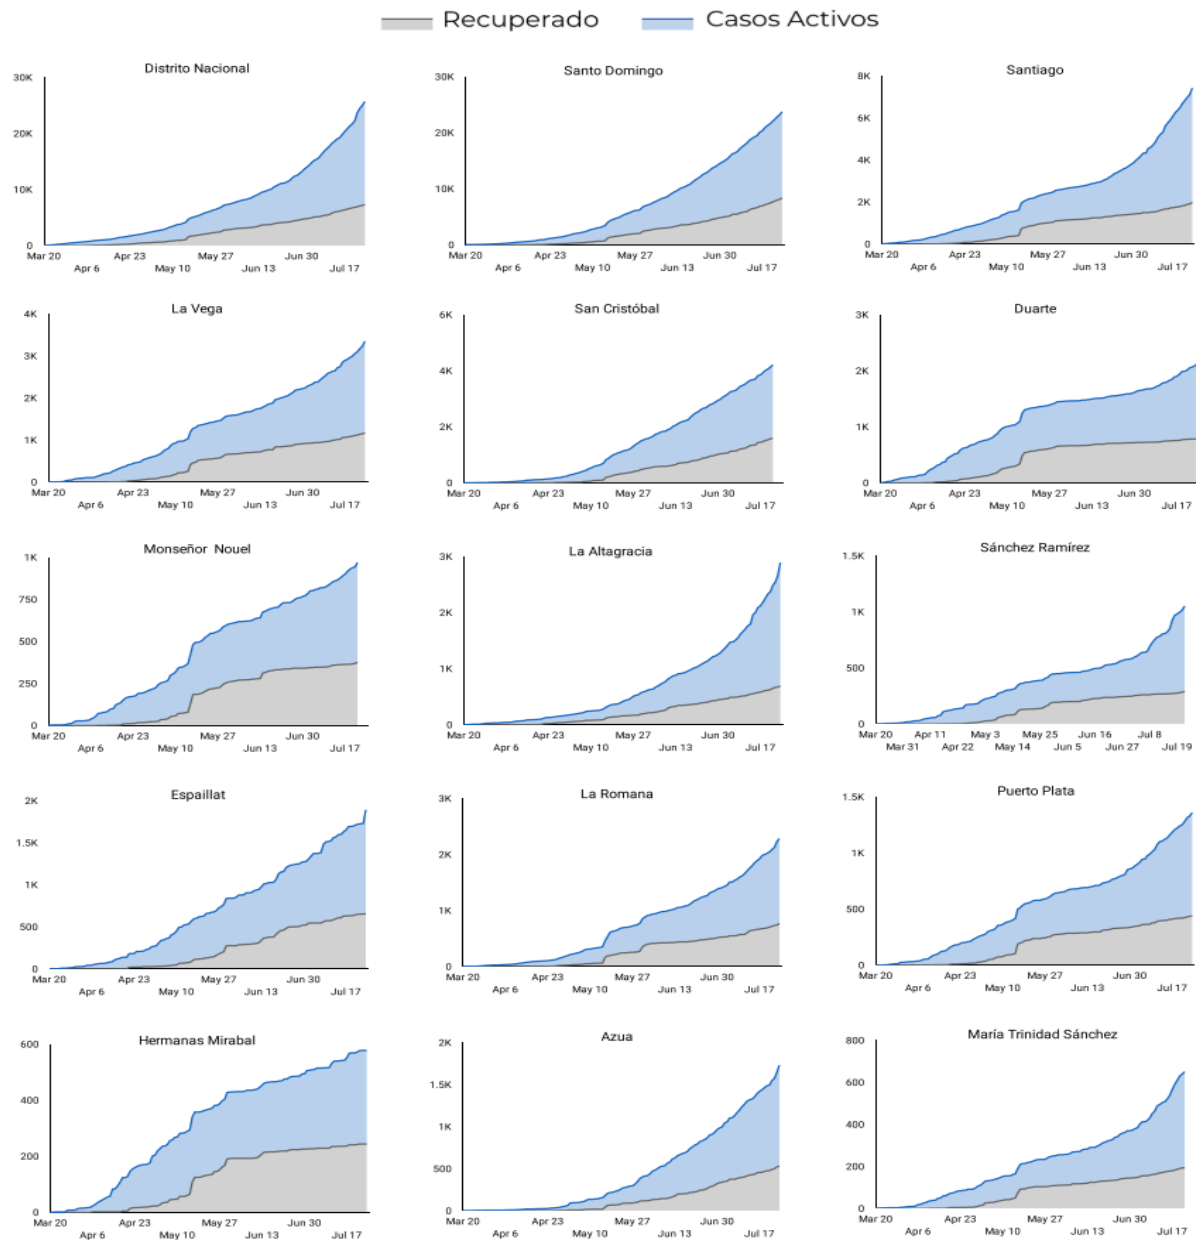 Recuperado Casos Activos
Distrito Nacional
30K
20K
10K
0
Mar 20 Apr 23 May 27 Jun 30
Apr 6 May 10 Jun 13 Jul 17
Santo Domingo
30K
20K
10K
0
Mar 20 Apr 23 May 27 Jun 30
Apr 6 May 10 Jun 13 Jul 17
Santiago
8K
6K
4K
2K
0
Mar 20 Apr 23 May 27 Jun 30
Apr 6 May 10 Jun 13 Jul 17
La Vega
4K
3K
2K
1K
0
Mar 20 Apr 23 May 27 Jun 30
Apr 6 May 10 Jun 13 Jul 17
San Cristóbal
6K
4K
2K
0
Mar 20 Apr 23 May 27 Jun 30
Apr 6 May 10 Jun 13 Jul 17
Duarte
3K
2K
1K
0
Mar 20 Apr 23 May 27 Jun 30
Apr 6 May 10 Jun 13 Jul 17
Monseñor Nouel
1K
750
500
250
0
Mar 20 Apr 23 May 27 Jun 30
Apr 6 May 10 Jun 13 Jul 17
La Altagracia
3K
2K
1K
0
Mar 20 Apr 23 May 27 Jun 30
Apr 6 May 10 Jun 13 Jul 17
Sánchez Ramírez
1.5K
1K
500
0
Mar 20 Apr 11 May 3 May 25 Jun 16 Jul 8
Mar 31 Apr 22 May 14 Jun 5 Jun 27 Jul 19
Espaillat
2K
1.5K
1K
500
0
Mar 20 Apr 23 May 27 Jun 30
Apr 6 May 10 Jun 13 Jul 17
La Romana
3K
2K
1K
0
Mar 20 Apr 23 May 27 Jun 30
Apr 6 May 10 Jun 13 Jul 17
Puerto Plata
1.5K
1K
500
0
Mar 20 Apr 23 May 27 Jun 30
Apr 6 May 10 Jun 13 Jul 17
Hermanas Mirabal
600
400
200
0
Mar 20 Apr 23 May 27 Jun 30
Apr 6 May 10 Jun 13 Jul 17
Azua
2K
1.5K
1K
500
0
Mar 20 Apr 23 May 27 Jun 30
Apr 6 May 10 Jun 13 Jul 17
María Trinidad Sánchez
800
600
400
200
0
Mar 20 Apr 23 May 27 Jun 30
Apr 6 May 10 Jun 13 Jul 17